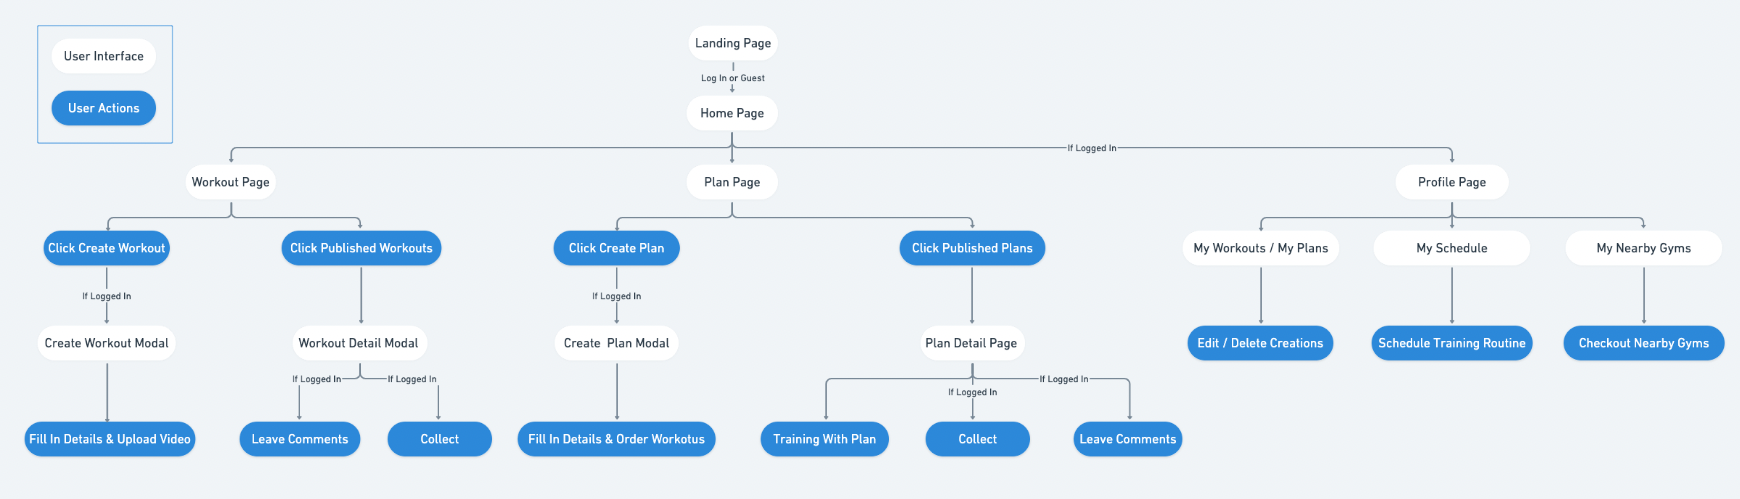 User Interface
User Actions
Landing Page
Log In or Guest
Home Page
If Logged In
Workout Page
Plan Page
Profile Page
Click Create Workout
Click Published Workouts
Click Create Plan
Click Published Plans
My Workouts / My Plans
My Schedule
My Nearby Gyms
If Logged In
If Logged In
Create Workout Modal
Workout Detail Modal
Create Plan Modal
Plan Detail Page
Edit / Delete Creations
Schedule Training Routine
Checkout Nearby Gyms
If Logged In
If Logged In
If Logged In
If Logged In
Fill In Details & Upload Video
Leave Comments
Collect
Fill In Details & Order Workotus
Training With Plan
Collect
Leave Comments